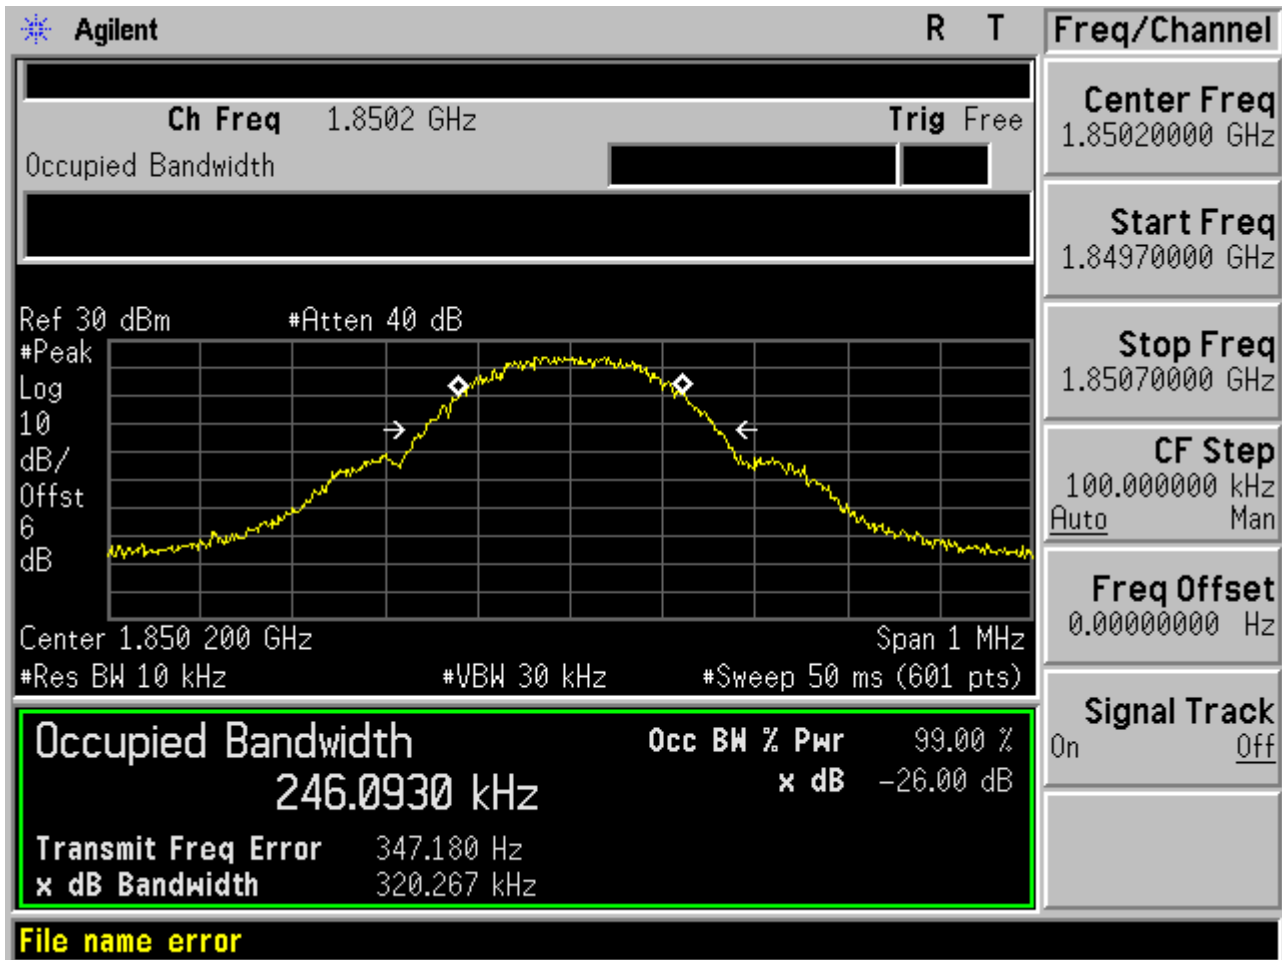 Agilent R T Freq/Channel
Ch Freq 1.8502 GHz Trig Free
Occupied Bandwidth
Center Freq
1.85020000 GHz
Start Freq
1.84970000 GHz
Stop Freq
1.85070000 GHz
CF Step
100.000000 kHz
Auto Man
Freq Offset
0.00000000 Hz
Signal Track
On Off
Ref 30 dBm #Atten 40 dB
#Peak
Log
10
dB/
Offst
6
dB
Center 1.850 200 GHz Span 1 MHz
#Res BW 10 kHz #VBW 30 kHz #Sweep 50 ms (601 pts)
Occupied Bandwidth Occ BW % Pwr 99.00 %
246.0930 kHz x dB -26.00 dB
Transmit Freq Error 347.180 Hz
x dB Bandwidth 320.267 kHz
File name error